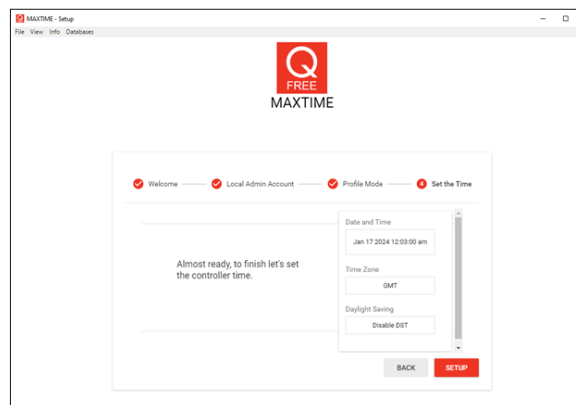 MAXTIME - Setup
File View Info Databases
Q
FREE
MAXTIME
Welcome Local Admin Account Profile Mode 4 Set the Time
Date and Time
Jan 17 2024 12:03:00 am
Almost ready, to finish let's set
the controller time.
Time Zone
GMT
Daylight Saving
Disable DST
BACK SETUP